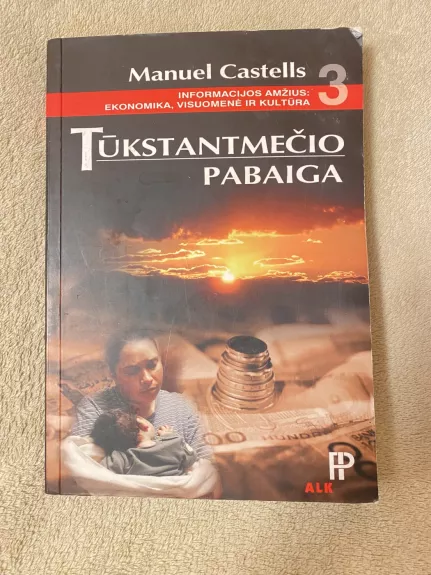 Manuel Castells
INFORMACIJOS AMŽIUS: 3
EKONOMIKA, VISUOMENĖ IR KULTŪRA
TŪKSTANTMEČIO
PABAIGA
ALK